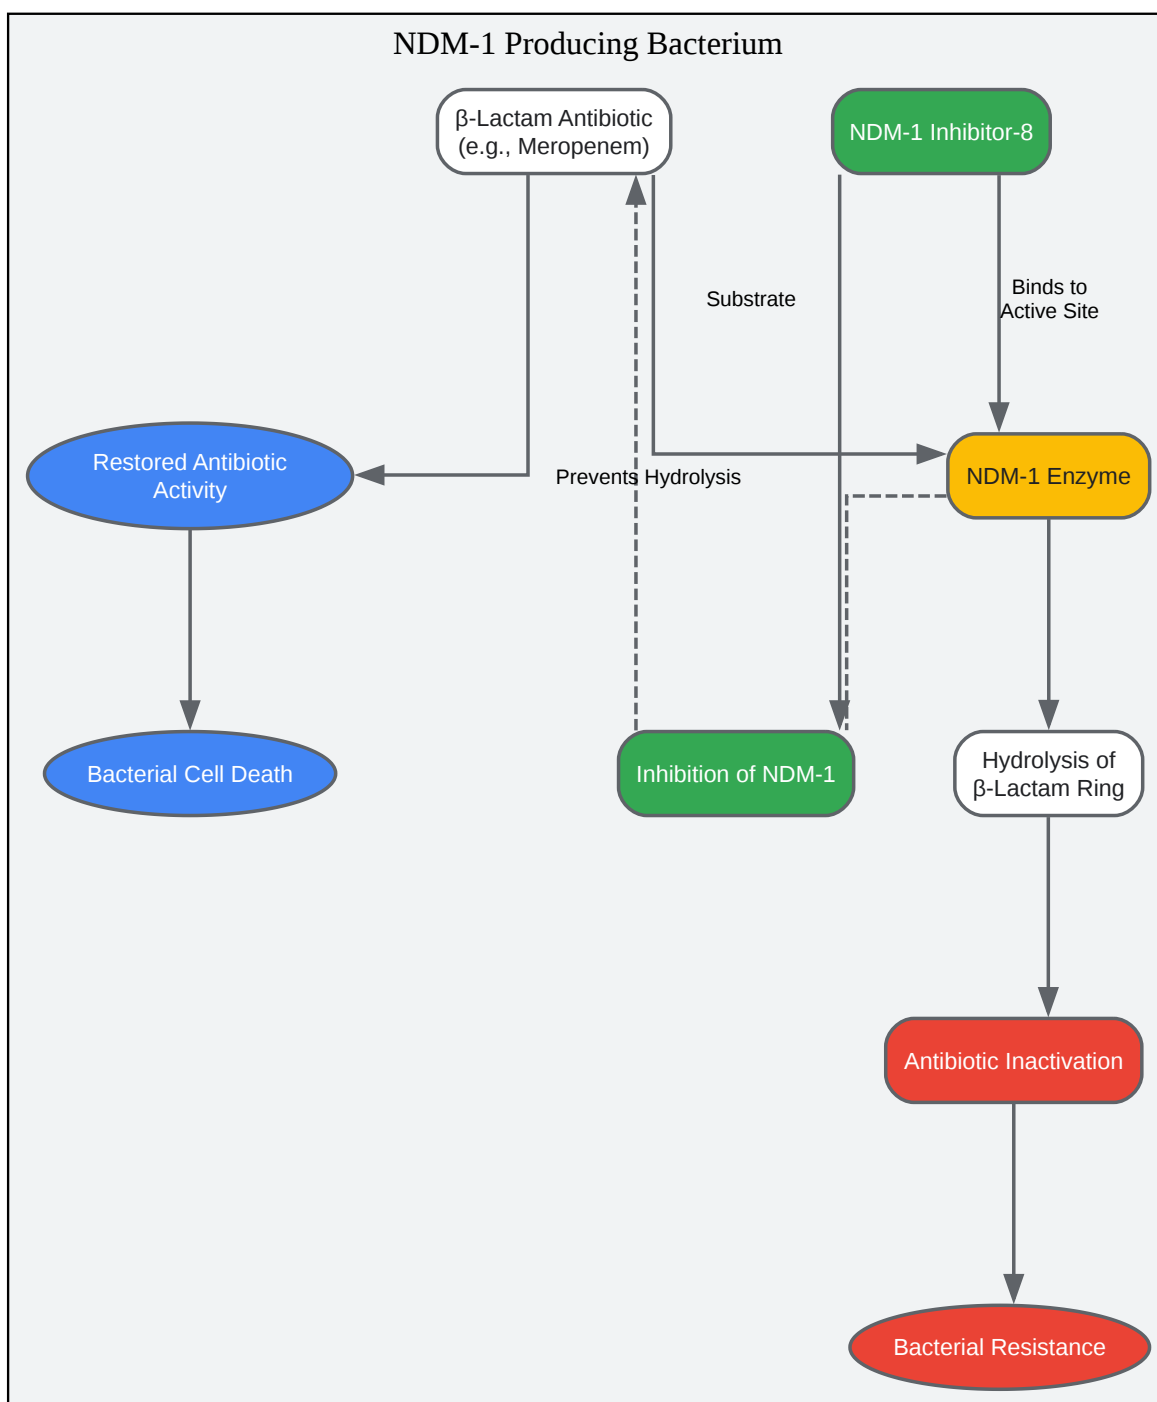 NDM-1 Producing Bacterium
β-Lactam Antibiotic
(e.g., Meropenem)
NDM-1 Inhibitor-8
Substrate
Binds to
Active Site
Restored Antibiotic
Activity
Prevents Hydrolysis
NDM-1 Enzyme
Bacterial Cell Death
Inhibition of NDM-1
Hydrolysis of
β-Lactam Ring
Antibiotic Inactivation
Bacterial Resistance